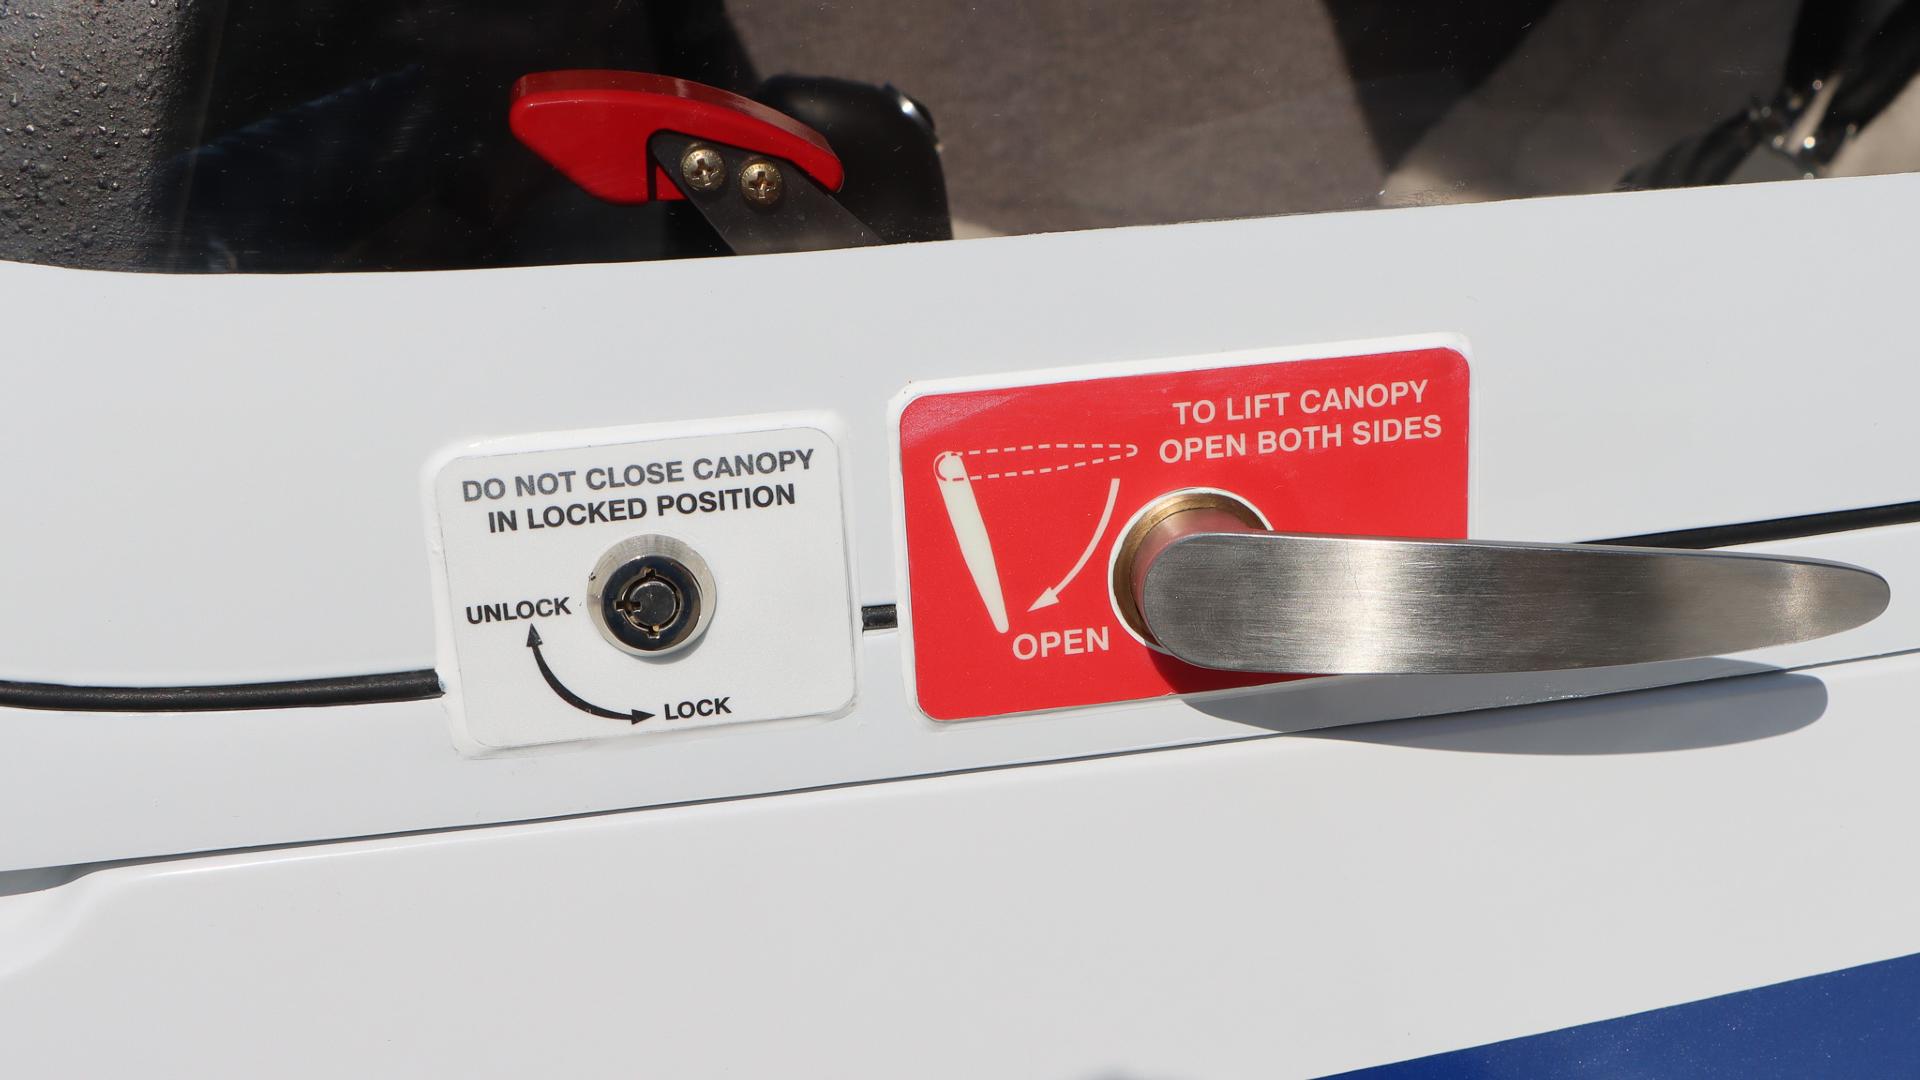 DO NOT CLOSE CANOPY
IN LOCKED POSITION
UNLOCK
LOCK
TO LIFT CANOPY
OPEN BOTH SIDES
OPEN